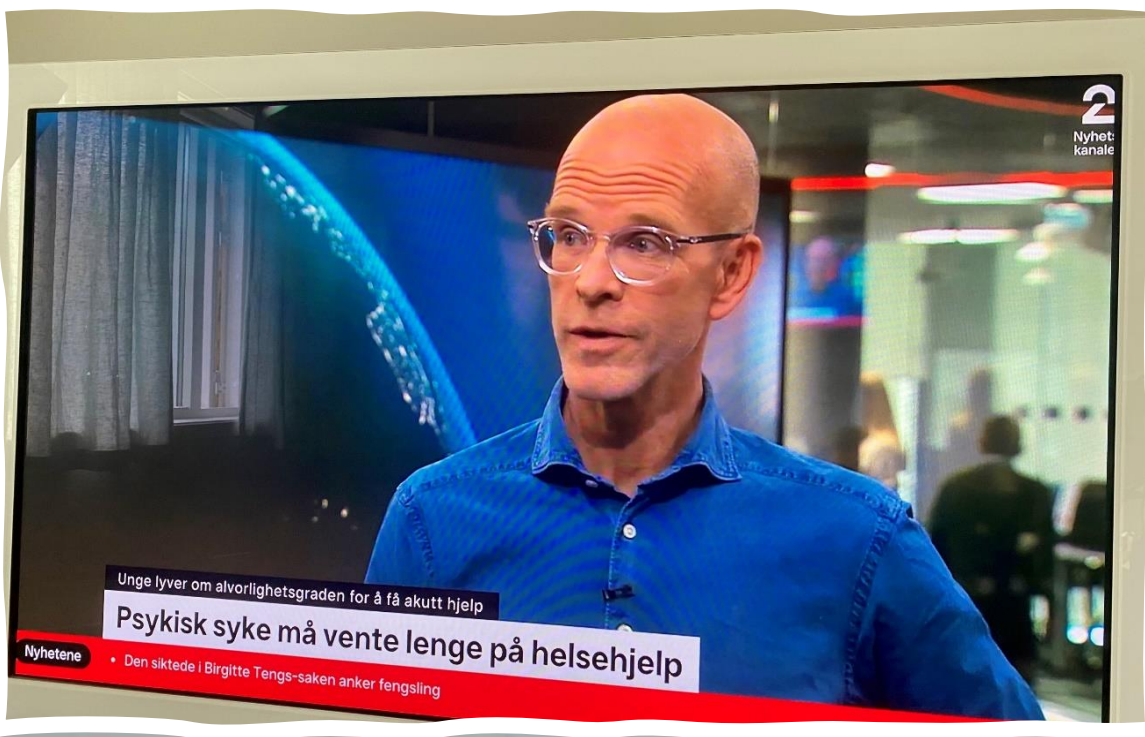 2
Nyhets
kanale
Unge lyver om alvorlighetsgraden for å få akutt hjelp
Psykisk syke må vente lenge på helsehjelp
Nyhetene
• Den siktede i Birgitte Tengs-saken anker fengsling